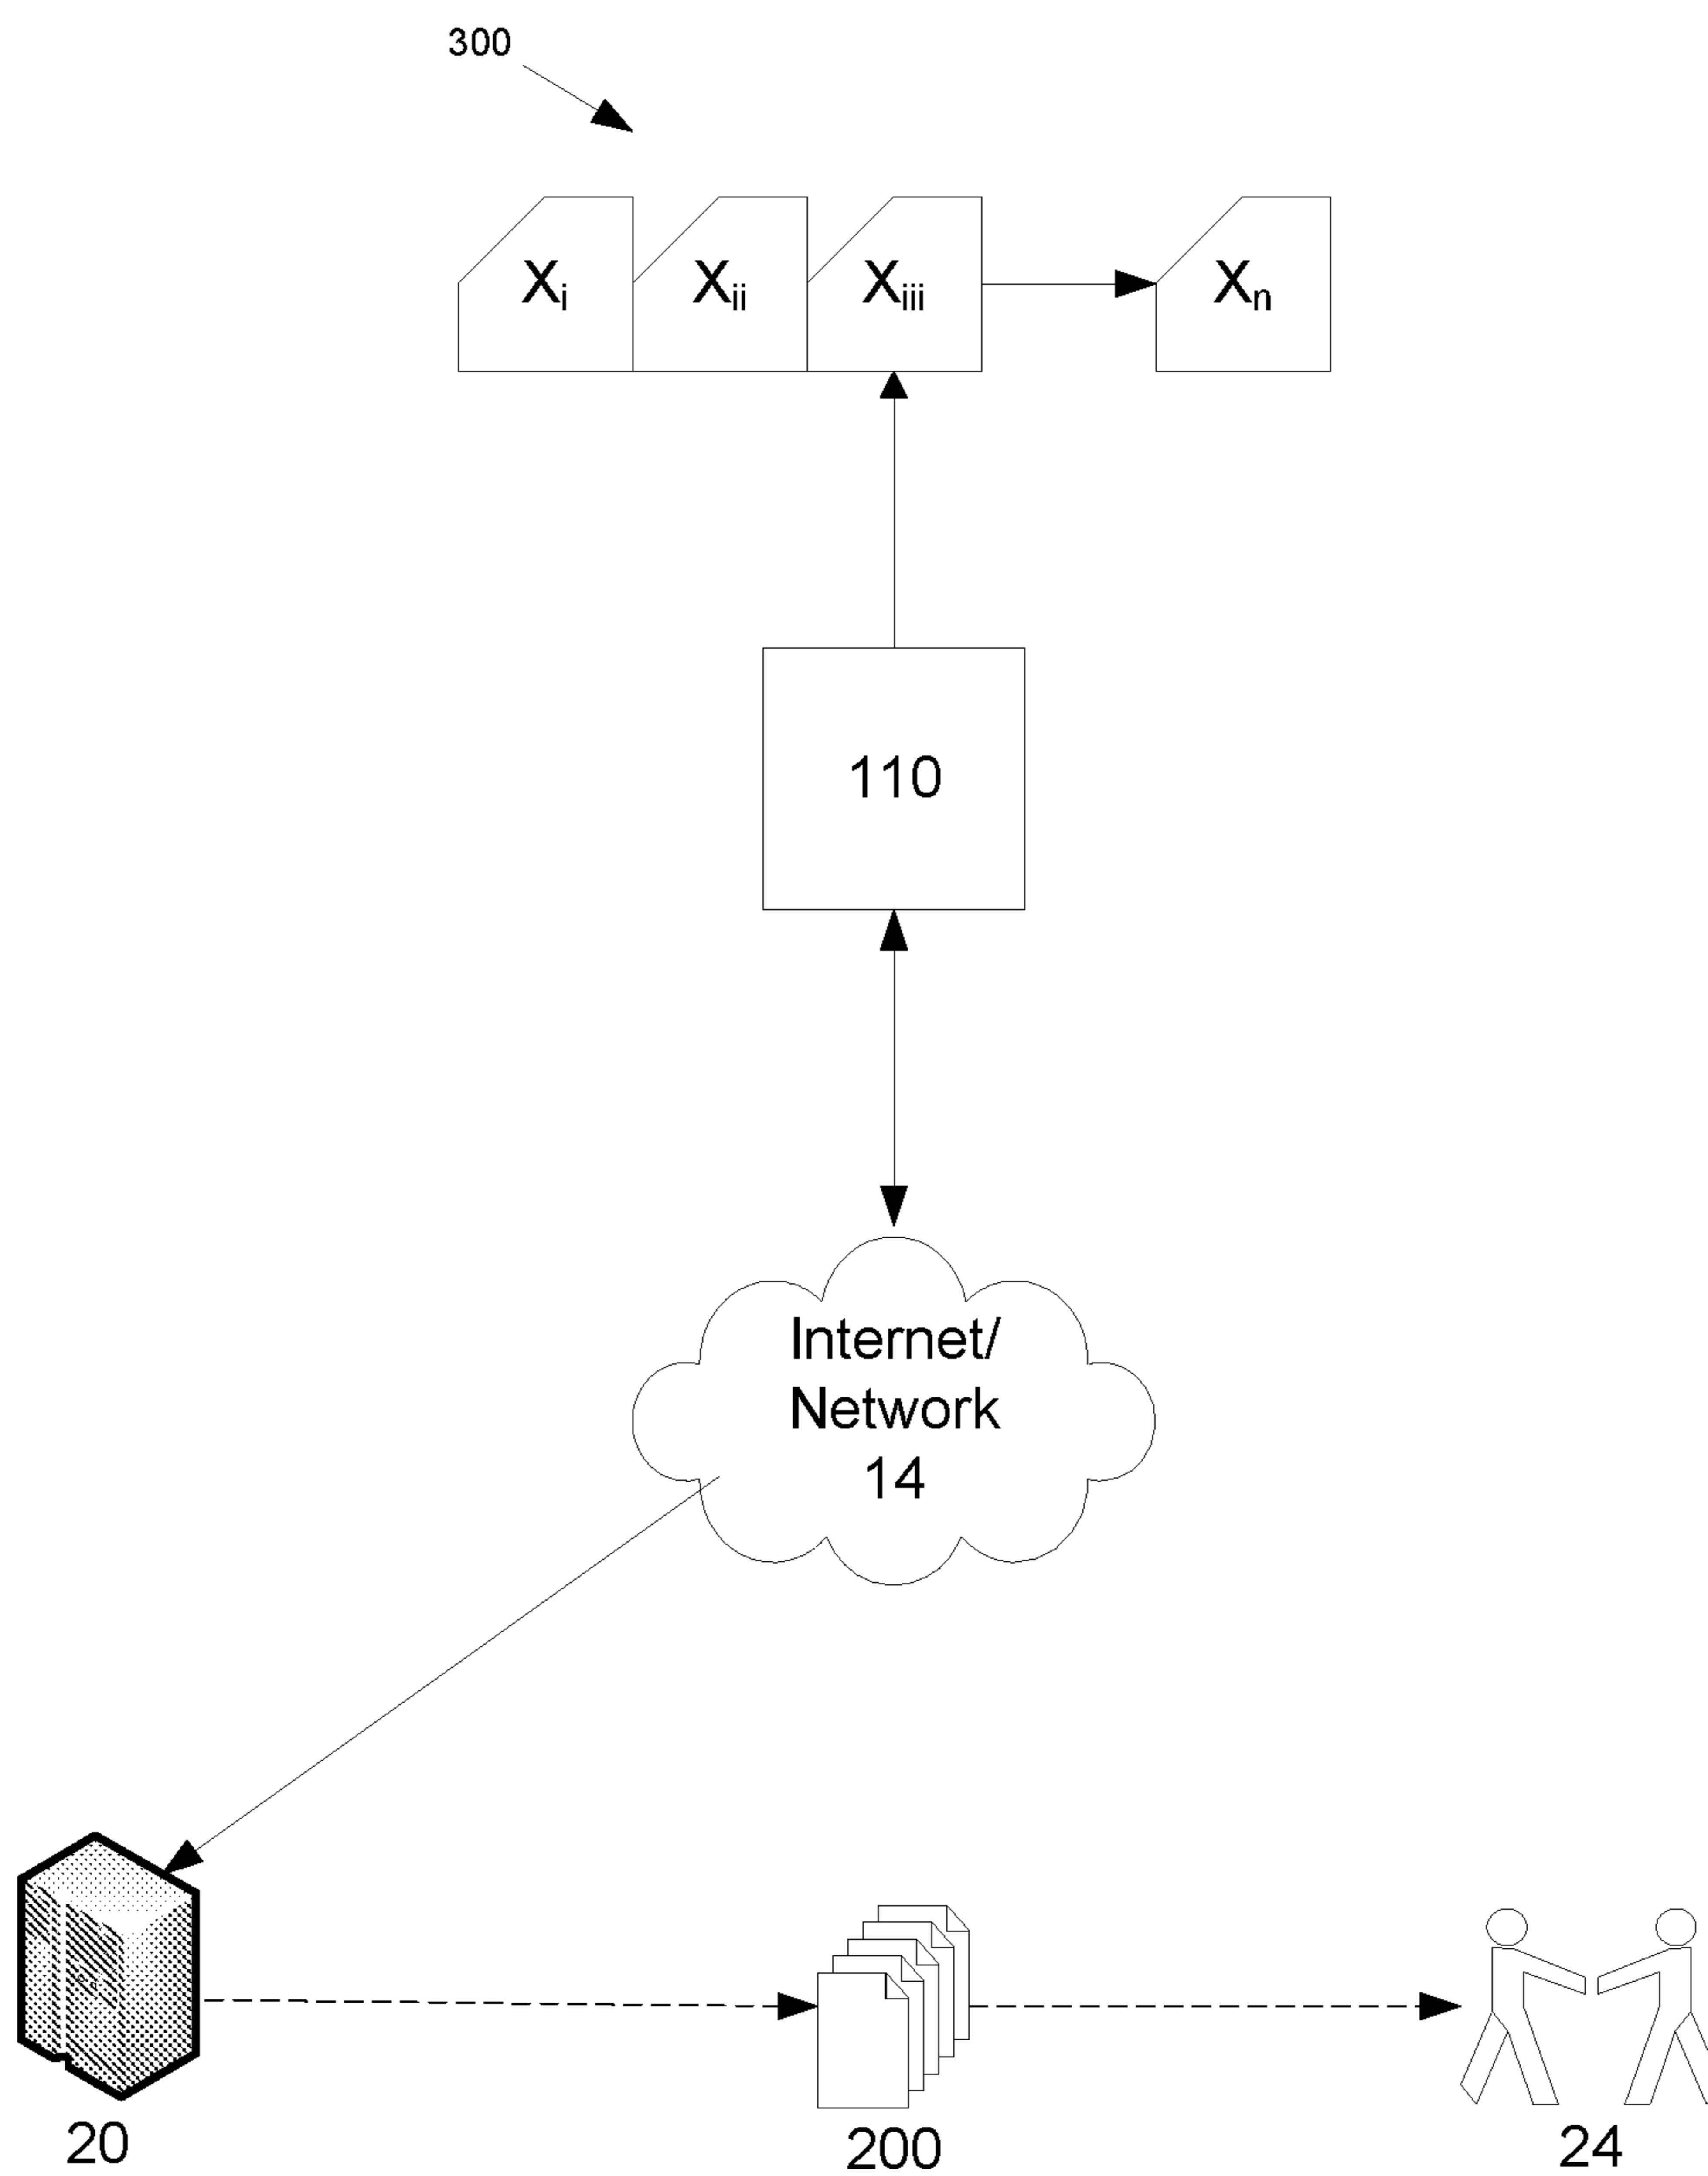 300
Xi Xii Xiii Xn
110
Internet/
Network
14
20 200 24